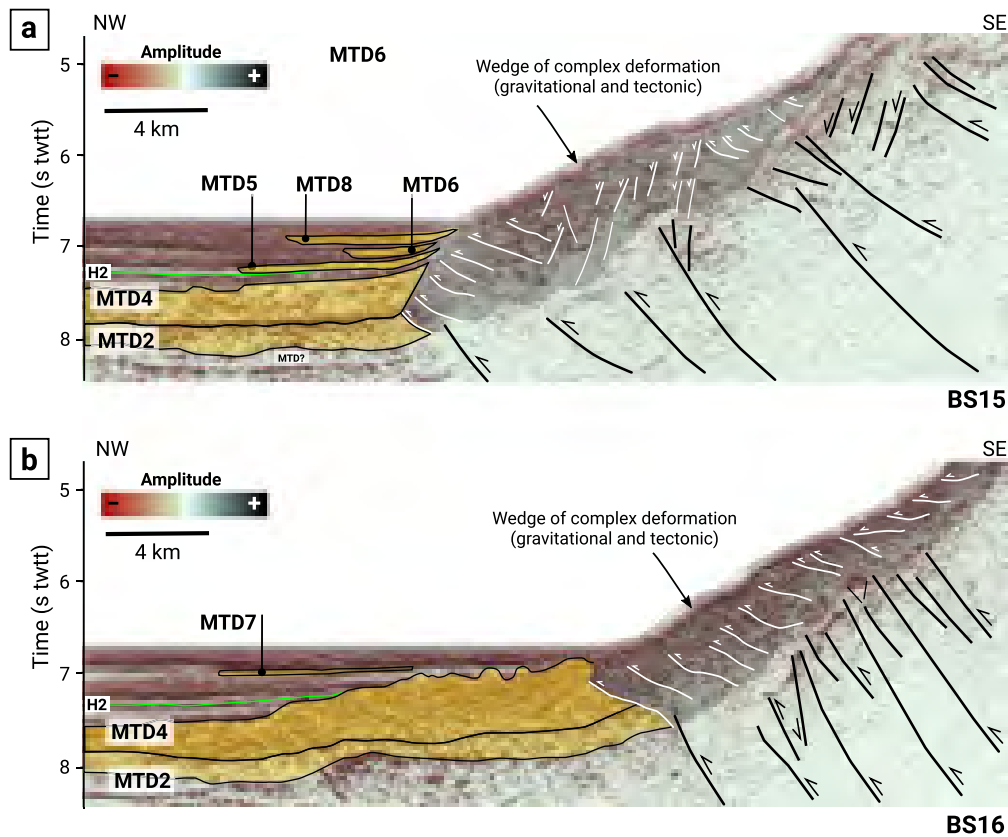 a
NW
SE
Amplitude
− +
4 km
MTD6
Wedge of complex deformation
(gravitational and tectonic)
Time (s twtt)
5
6
7
8
MTD5
MTD8
MTD6
H2
MTD4
MTD2
MTD?
BS15
b
NW
SE
Amplitude
− +
4 km
Wedge of complex deformation
(gravitational and tectonic)
Time (s twtt)
5
6
7
8
MTD7
H2
MTD4
MTD2
BS16